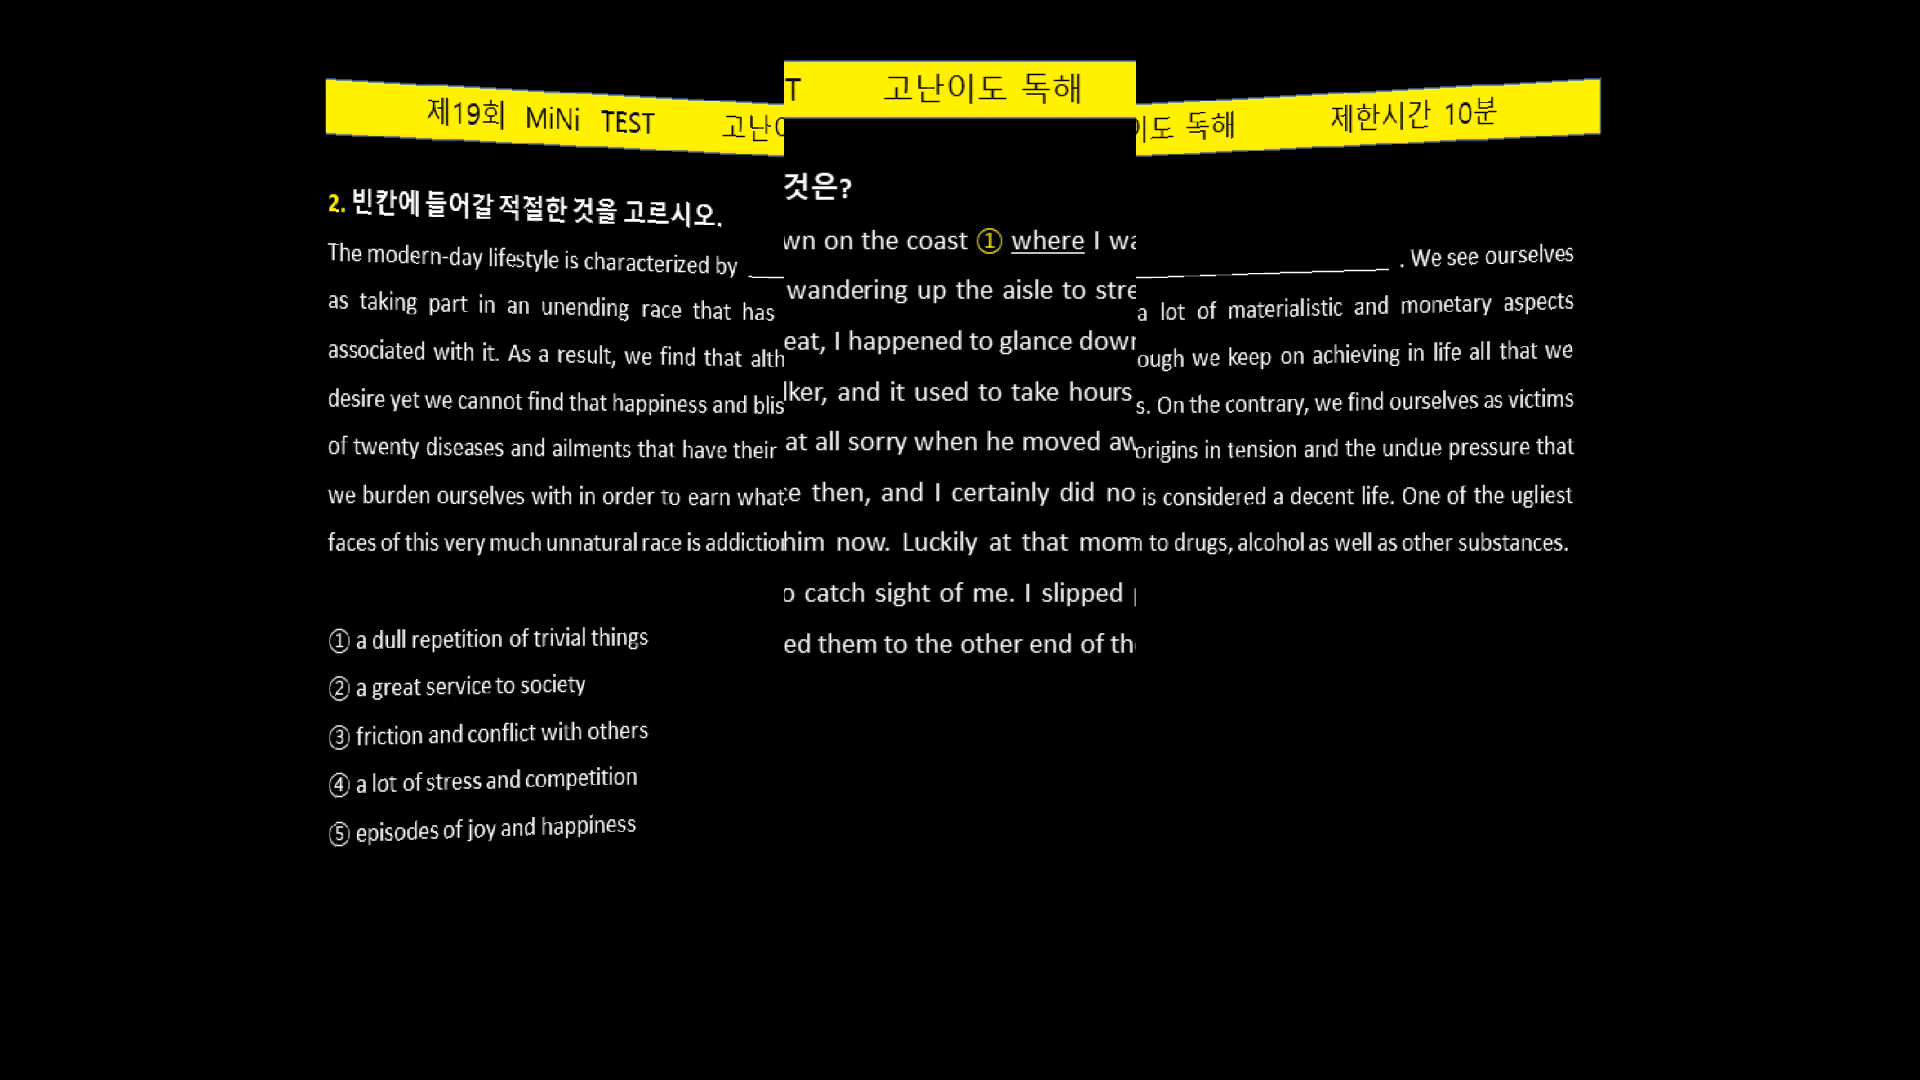 제19회 MiNi TEST 고난
2. 빈칸에 들어갈 적절한 것을 고르시오.
The modern-day lifestyle is characterized by
as taking part in an unending race that has
associated with it. As a result, we find that alth
desire yet we cannot find that happiness and blis
of twenty diseases and ailments that have their
we burden ourselves with in order to earn what
faces of this very much unnatural race is addictio
① a dull repetition of trivial things
② a great service to society
③ friction and conflict with others
④ a lot of stress and competition
⑤ episodes of joy and happiness
T 고난이도 독해
것은?
wn on the coast ① where I wa
wandering up the aisle to stre
eat, I happened to glance down
lker, and it used to take hours
at all sorry when he moved aw
e then, and I certainly did no
him now. Luckily at that mom
o catch sight of me. I slipped
ed them to the other end of th
이도 독해 제한시간 10분
. We see ourselves
a lot of materialistic and monetary aspects
ough we keep on achieving in life all that we
s. On the contrary, we find ourselves as victims
origins in tension and the undue pressure that
is considered a decent life. One of the ugliest
n to drugs, alcohol as well as other substances.